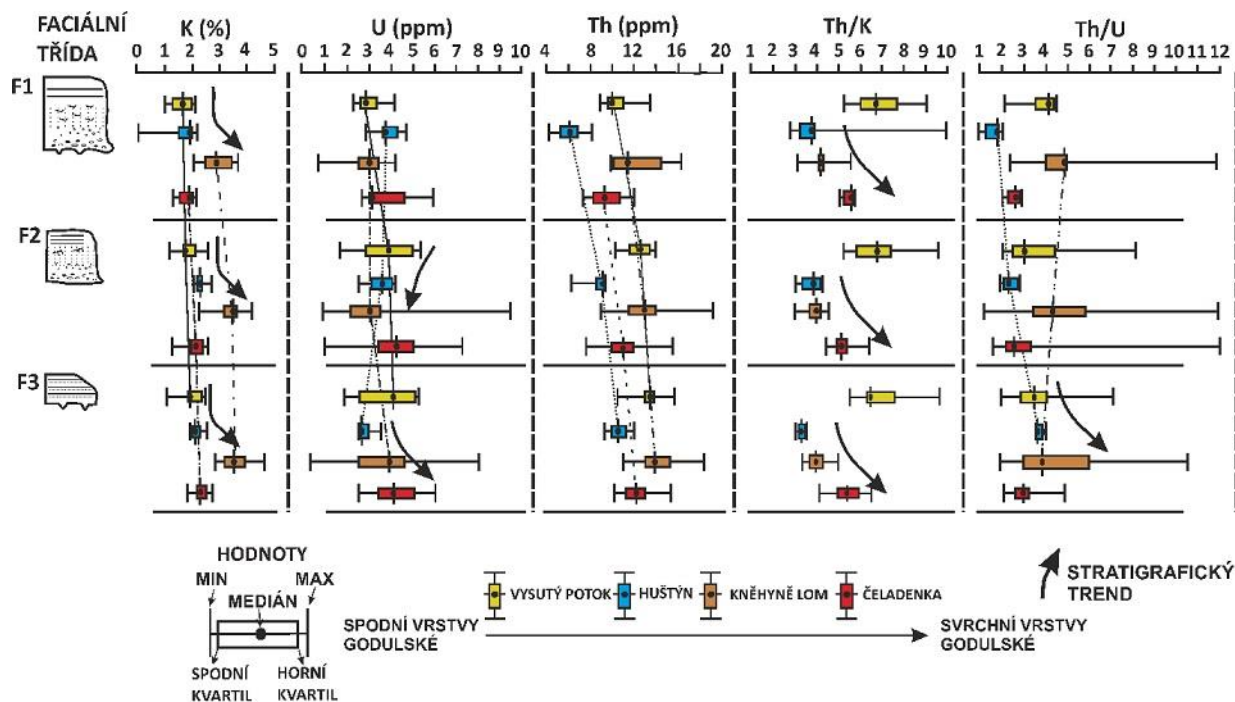 FACIÁLNÍ
TŘÍDA
K (%)
0 1 2 3 4 5
U (ppm)
0 1 2 3 4 5 6 7 8 9 10
Th (ppm)
4 8 12 16 20
Th/K
1 2 3 4 5 6 7 8 9 10
Th/U
1 2 3 4 5 6 7 8 9 10 11 12
F1
F2
F3
HODNOTY
MIN MAX
MEDIÁN
SPODNÍ HORNÍ
KVARTIL KVARTIL
VYSUTÝ POTOK HUŠTÝN KNĚHYNĚ LOM ČELADENKA
SPODNÍ VRSTVY
GODULSKÉ
SVRCHNÍ VRSTVY
GODULSKÉ
STRATIGRAFICKÝ
TREND